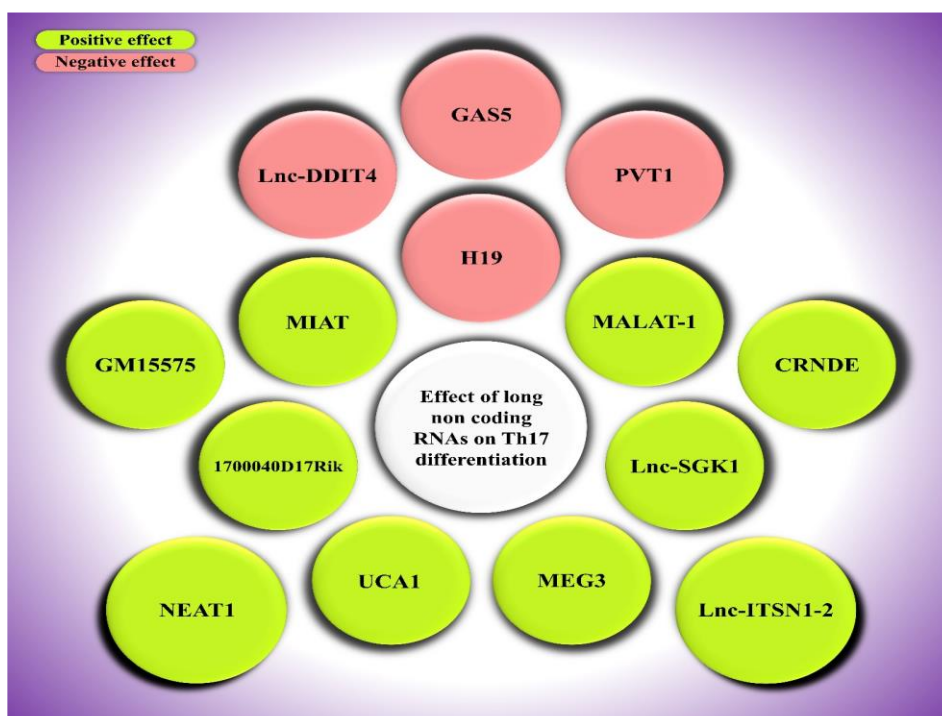 Positive effect
Negative effect
GAS5
Lnc-DDIT4
PVT1
H19
MIAT
MALAT-1
GM15575
CRNDE
Effect of long
non coding
RNAs on Th17
differentiation
1700040D17Rik
Lnc-SGK1
UCA1
MEG3
NEAT1
Lnc-ITSN1-2